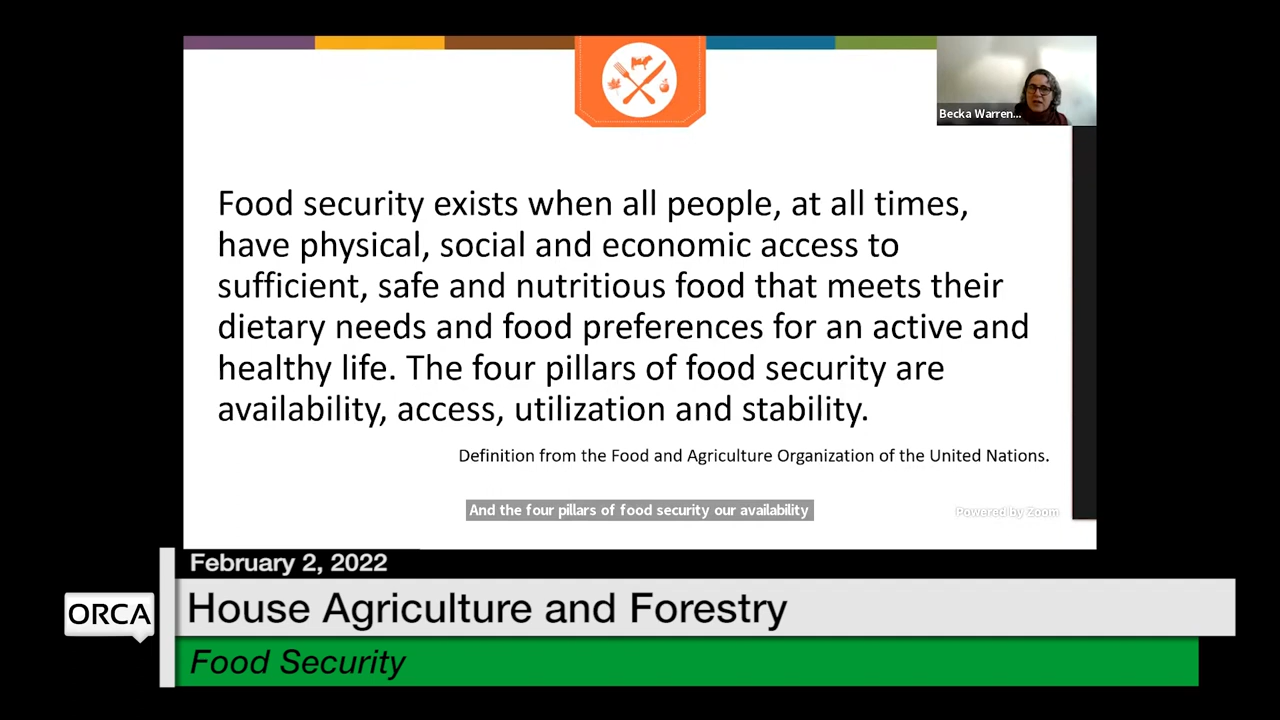 Becka Warren...
Food security exists when all people, at all times,
have physical, social and economic access to
sufficient, safe and nutritious food that meets their
dietary needs and food preferences for an active and
healthy life. The four pillars of food security are
availability, access, utilization and stability.
Definition from the Food and Agriculture Organization of the United Nations.
And the four pillars of food security our availability
Powered by Zoom
February 2, 2022
ORCA
House Agriculture and Forestry
Food Security